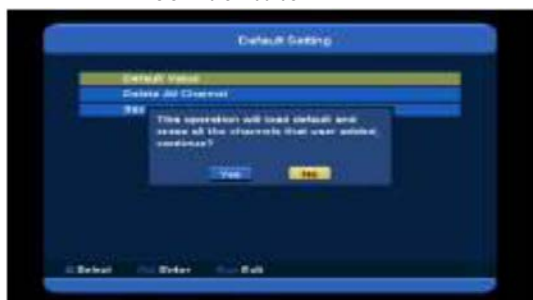 Default Setting
Default Value
Delete All Channel
This operation will load default and
erase all the channels that user added,
continue?
Yes No
Select Enter Exit